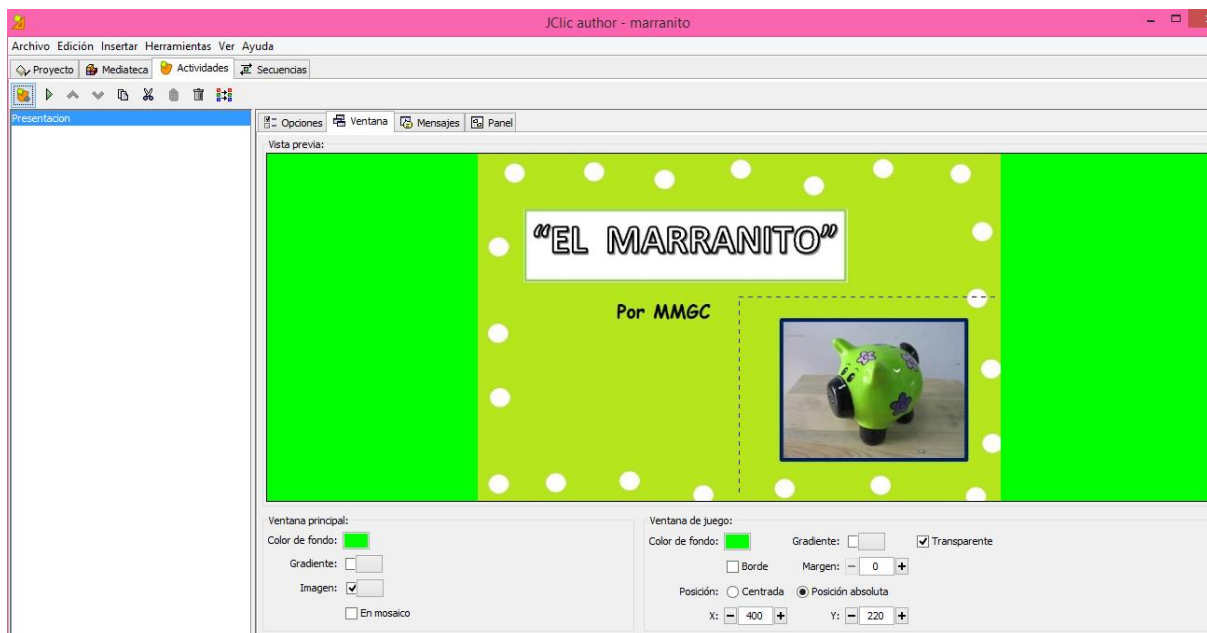 JClic author - marranito
Archivo Edición Insertar Herramientas Ver Ayuda
Proyecto Mediateca Actividades Secuencias
Presentacion
Opciones Ventana Mensajes Panel
Vista previa:
“EL MARRANITO”
Por MMGC
Ventana principal:
Color de fondo:
Gradiente:
Imagen:
En mosaico
Ventana de juego:
Color de fondo: Gradiente: Transparente
Borde Margen: 0
Posición: Centrada Posición absoluta
X: 400 Y: 220